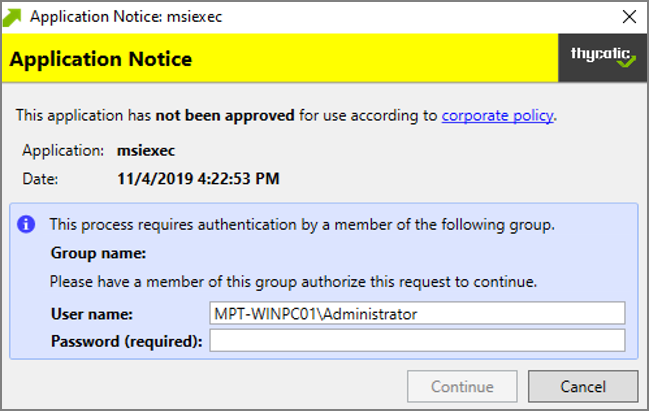 Application Notice: msiexec
Application Notice
thycotic
This application has not been approved for use according to corporate policy.
Application: msiexec
Date: 11/4/2019 4:22:53 PM
This process requires authentication by a member of the following group.
Group name:
Please have a member of this group authorize this request to continue.
User name: MPT-WINPC01\Administrator
Password (required):
Continue Cancel